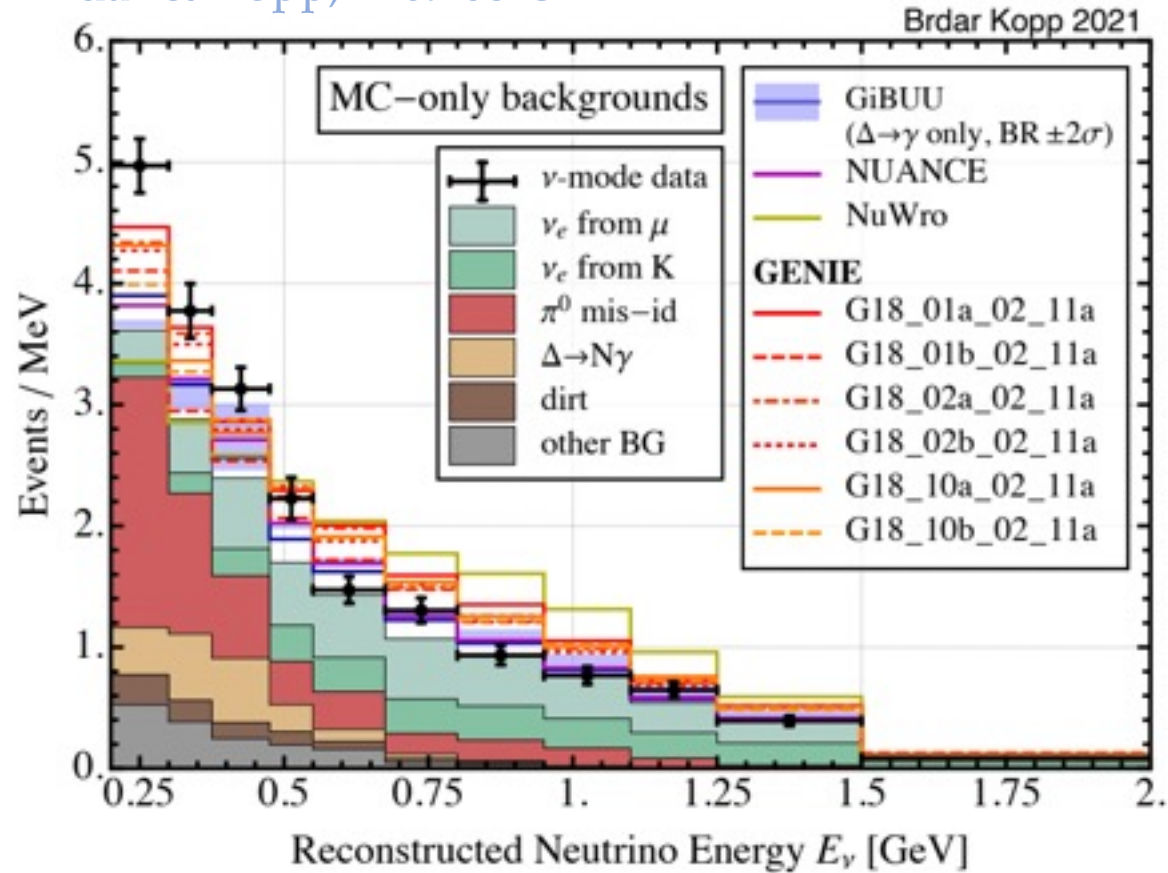 Brdar Kopp 2021
6.
5.
4.
3.
2.
1.
0.
Events / MeV
MC−only backgrounds
ν-mode data
νe from μ
νe from K
π0 mis−id
Δ→Nγ
dirt
other BG
GiBUU
(Δ→γ only, BR ±2σ)
NUANCE
NuWro
GENIE
G18_01a_02_11a
G18_01b_02_11a
G18_02a_02_11a
G18_02b_02_11a
G18_10a_02_11a
G18_10b_02_11a
0.25 0.5 0.75 1. 1.25 1.5 1.75 2.
Reconstructed Neutrino Energy Eν [GeV]